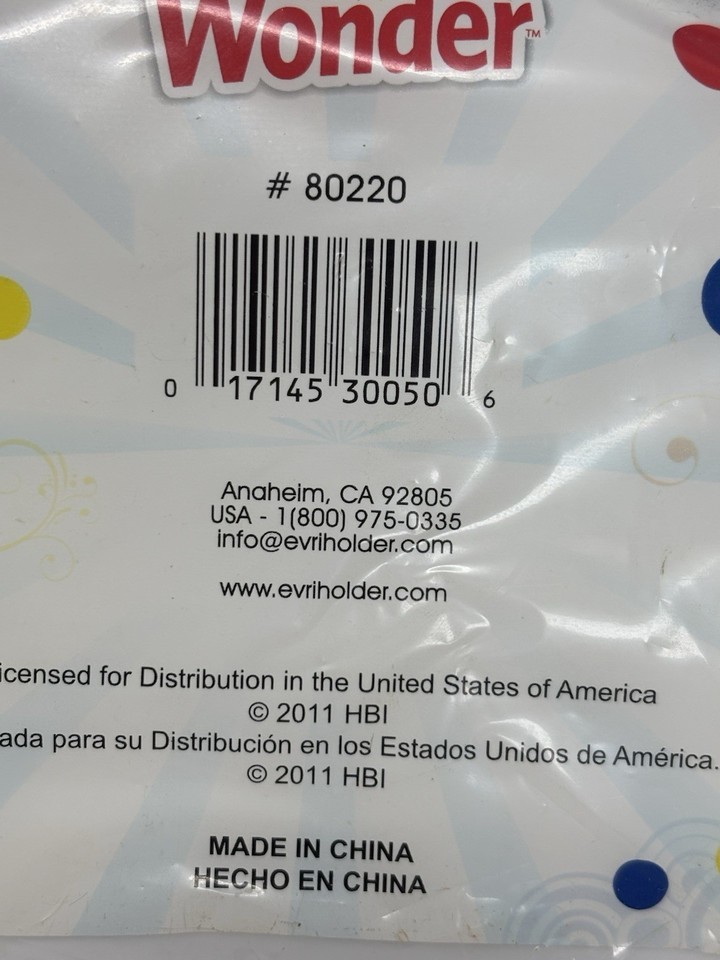 Wonder™
# 80220
0 17145 30050 6
Anaheim, CA 92805
USA - 1(800) 975-0335
info@evriholder.com
www.evriholder.com
icensed for Distribution in the United States of America
© 2011 HBI
ada para su Distribución en los Estados Unidos de América.
© 2011 HBI
MADE IN CHINA
HECHO EN CHINA